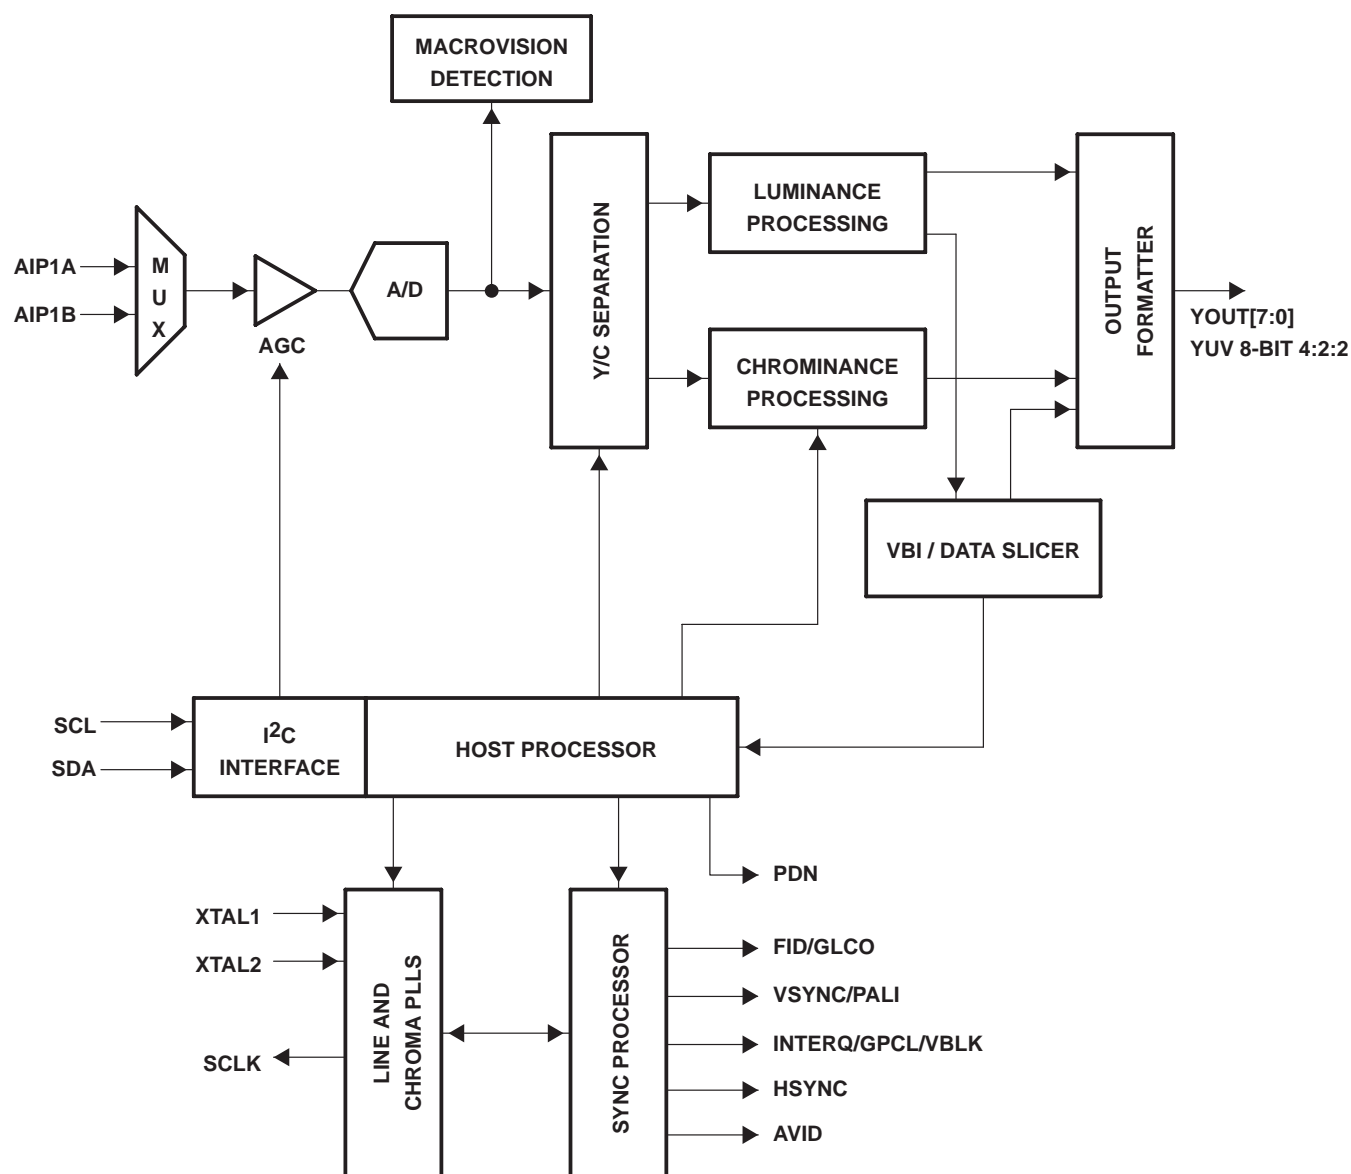 MACROVISION
DETECTION
LUMINANCE
PROCESSING
AIP1A
AIP1B
M
U
X
AGC
A/D
Y/C SEPARATION
CHROMINANCE
PROCESSING
OUTPUT
FORMATTER
YOUT[7:0]
YUV 8-BIT 4:2:2
VBI / DATA SLICER
SCL
SDA
I2C
INTERFACE
HOST PROCESSOR
PDN
XTAL1
XTAL2
SCLK
LINE AND
CHROMA PLLS
SYNC PROCESSOR
FID/GLCO
VSYNC/PALI
INTERQ/GPCL/VBLK
HSYNC
AVID